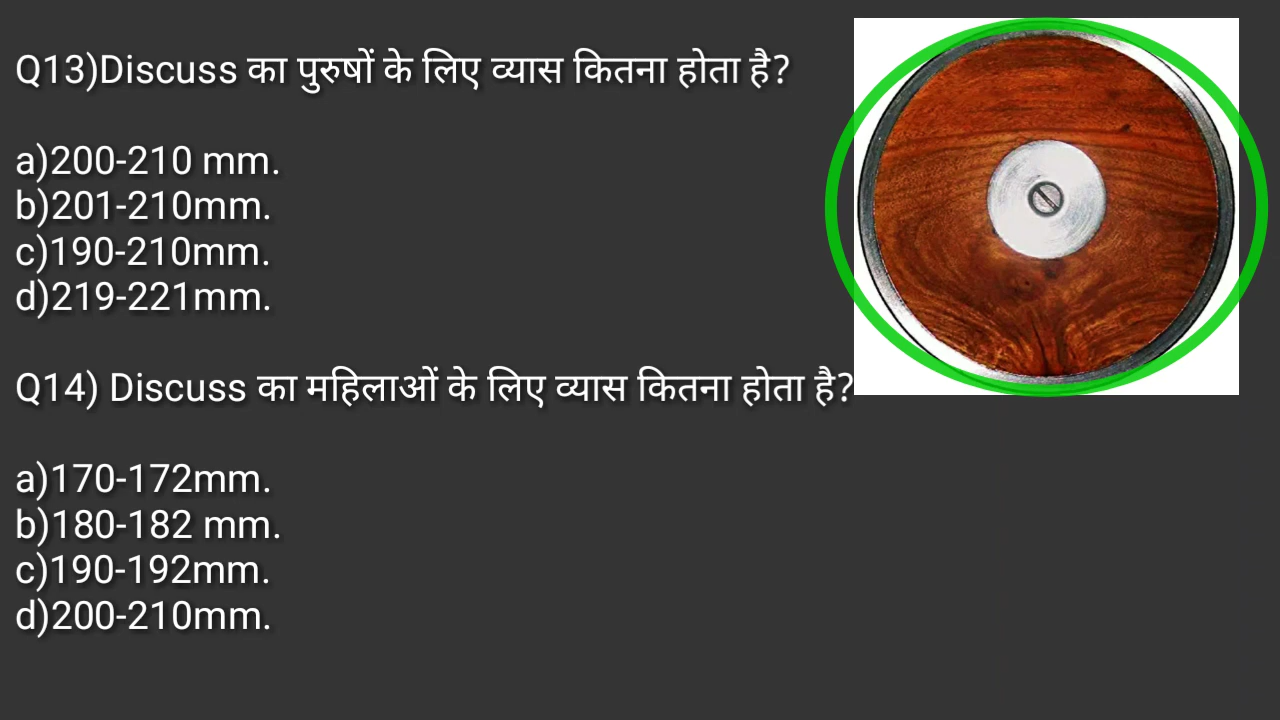 Q13)Discuss का पुरुषों के लिए व्यास कितना होता है?
a)200-210 mm.
b)201-210mm.
c)190-210mm.
d)219-221mm.
Q14) Discuss का महिलाओं के लिए व्यास कितना होता है?
a)170-172mm.
b)180-182 mm.
c)190-192mm.
d)200-210mm.